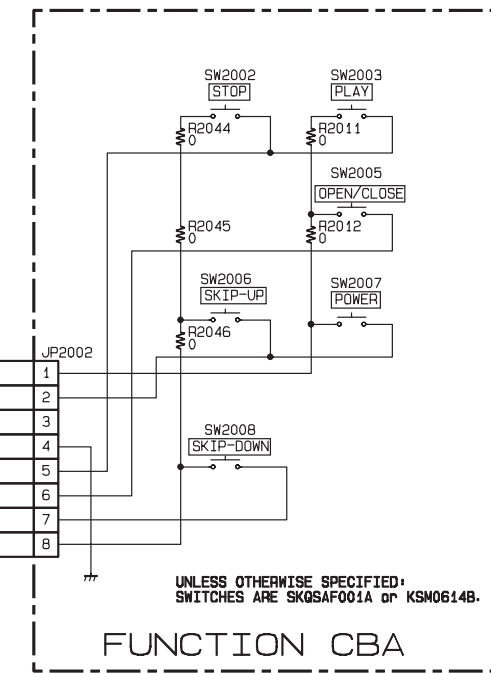 SW2002
STOP
SW2003
PLAY
R2044
0
R2011
0
SW2005
OPEN/CLOSE
R2045
0
R2012
0
SW2006
SKIP-UP
SW2007
POWER
R2046
0
JP2002
1
2
3
4
5
6
7
8
SW2008
SKIP-DOWN
UNLESS OTHERWISE SPECIFIED:
SWITCHES ARE SKQSAF001A or KSM0614B.
FUNCTION CBA